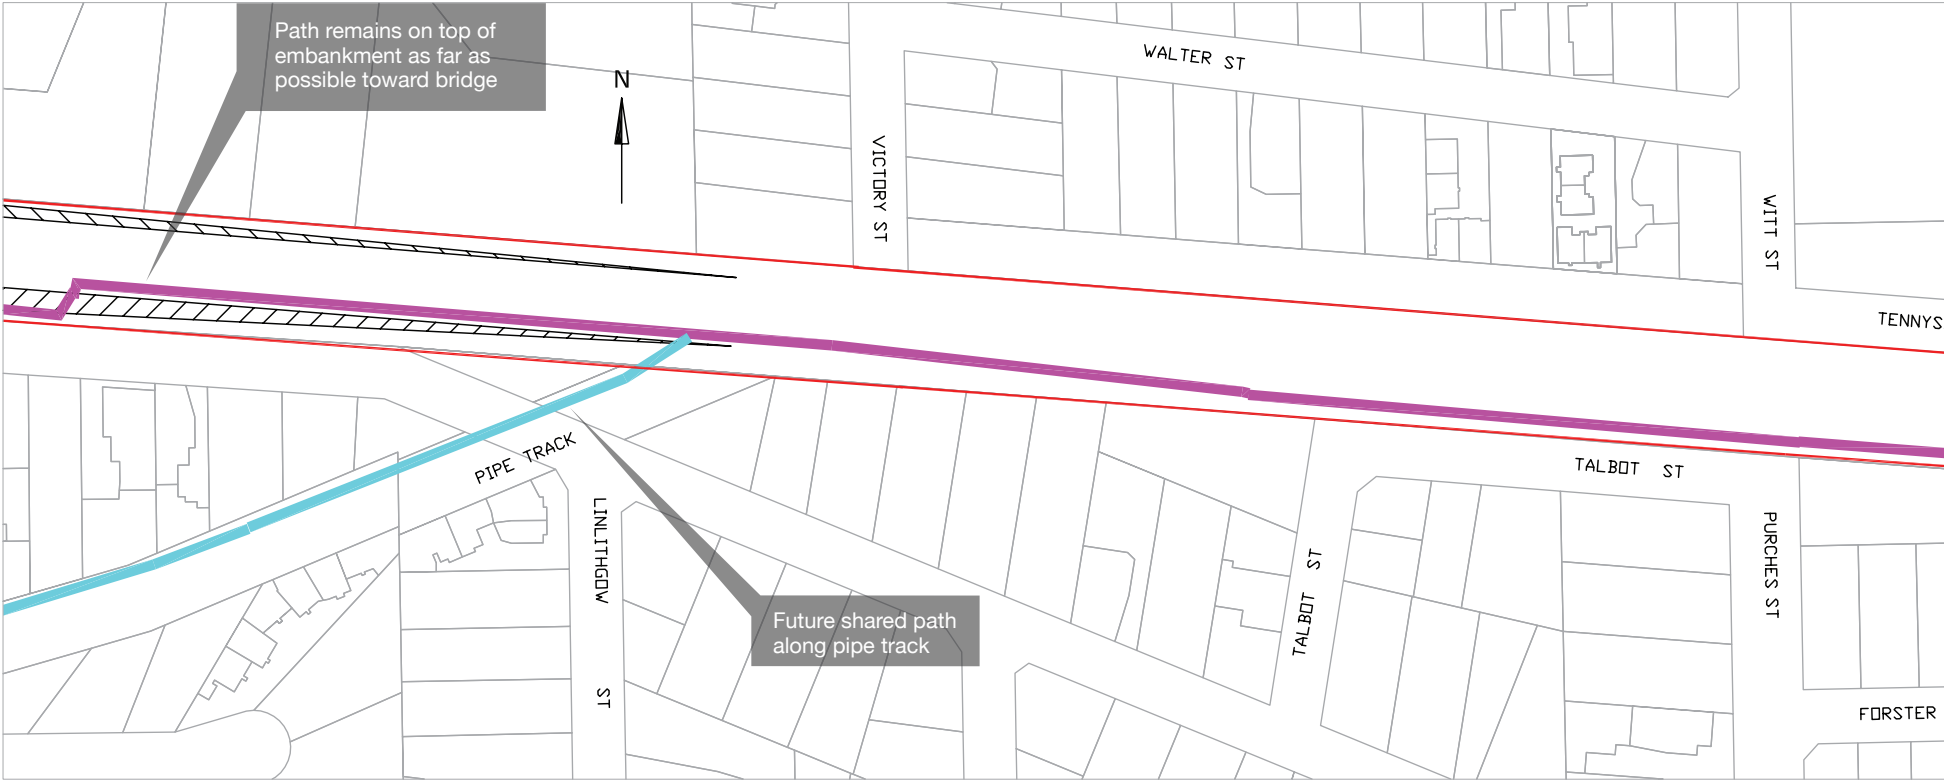 Path remains on top of
embankment as far as
possible toward bridge
N
WALTER ST
VICTORY ST
WITT ST
TENNYS
PIPE TRACK
LINLITHGOW ST
TALBOT ST
TALBOT ST
PURCHES ST
Future shared path
along pipe track
FORSTER